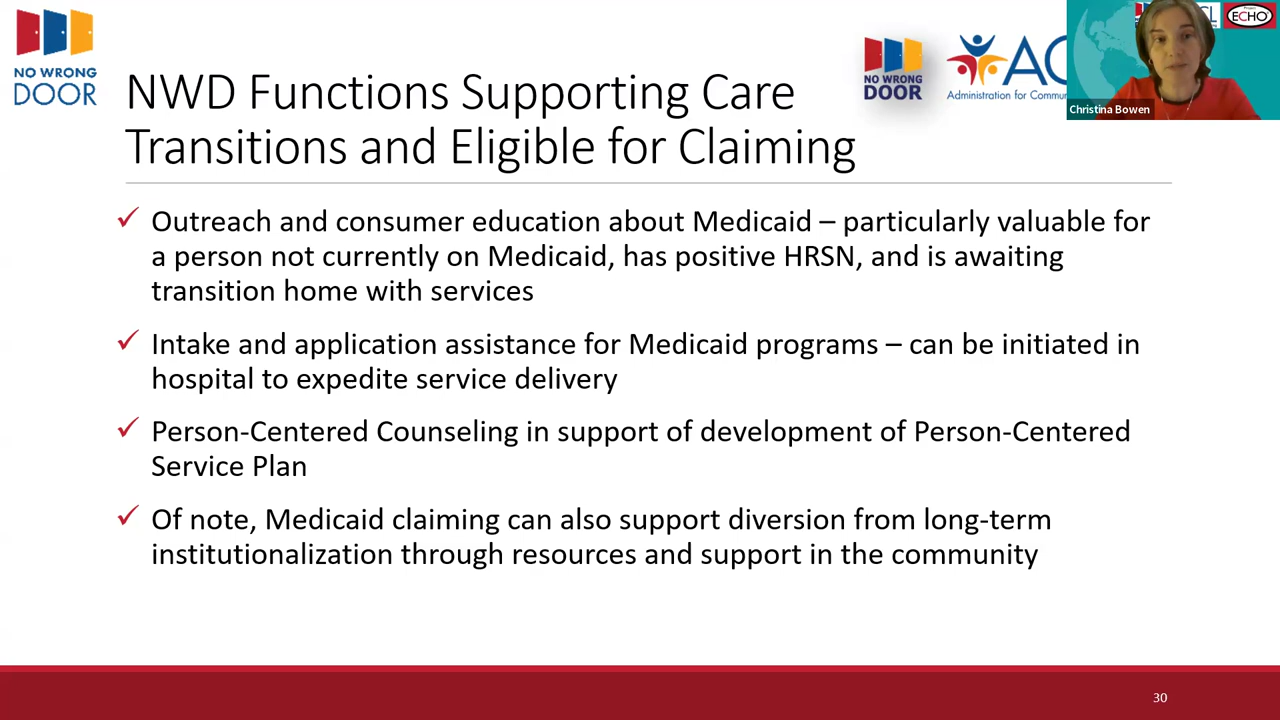 NO WRONG
DOOR
NWD Functions Supporting Care
Transitions and Eligible for Claiming
NO WRONG
DOOR
AC
Administration for Commu
CL
ECHO
Christina Bowen
✓ Outreach and consumer education about Medicaid – particularly valuable for
a person not currently on Medicaid, has positive HRSN, and is awaiting
transition home with services
✓ Intake and application assistance for Medicaid programs – can be initiated in
hospital to expedite service delivery
✓ Person-Centered Counseling in support of development of Person-Centered
Service Plan
✓ Of note, Medicaid claiming can also support diversion from long-term
institutionalization through resources and support in the community
30